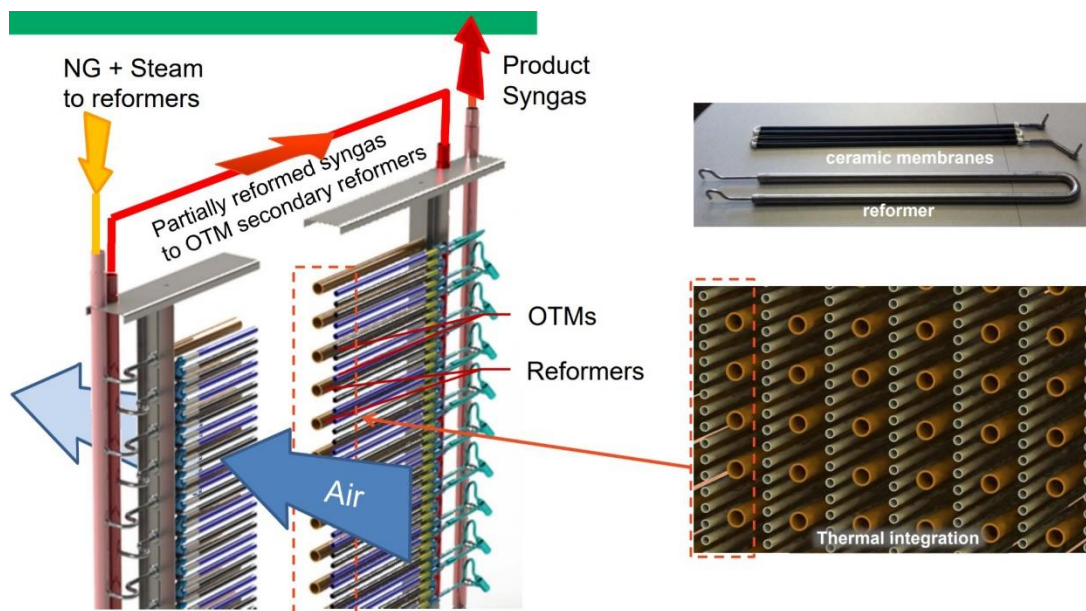 NG + Steam
to reformers
Product
Syngas
Partially reformed syngas
to OTM secondary reformers
OTMs
Reformers
Air
ceramic membranes
reformer
Thermal integration